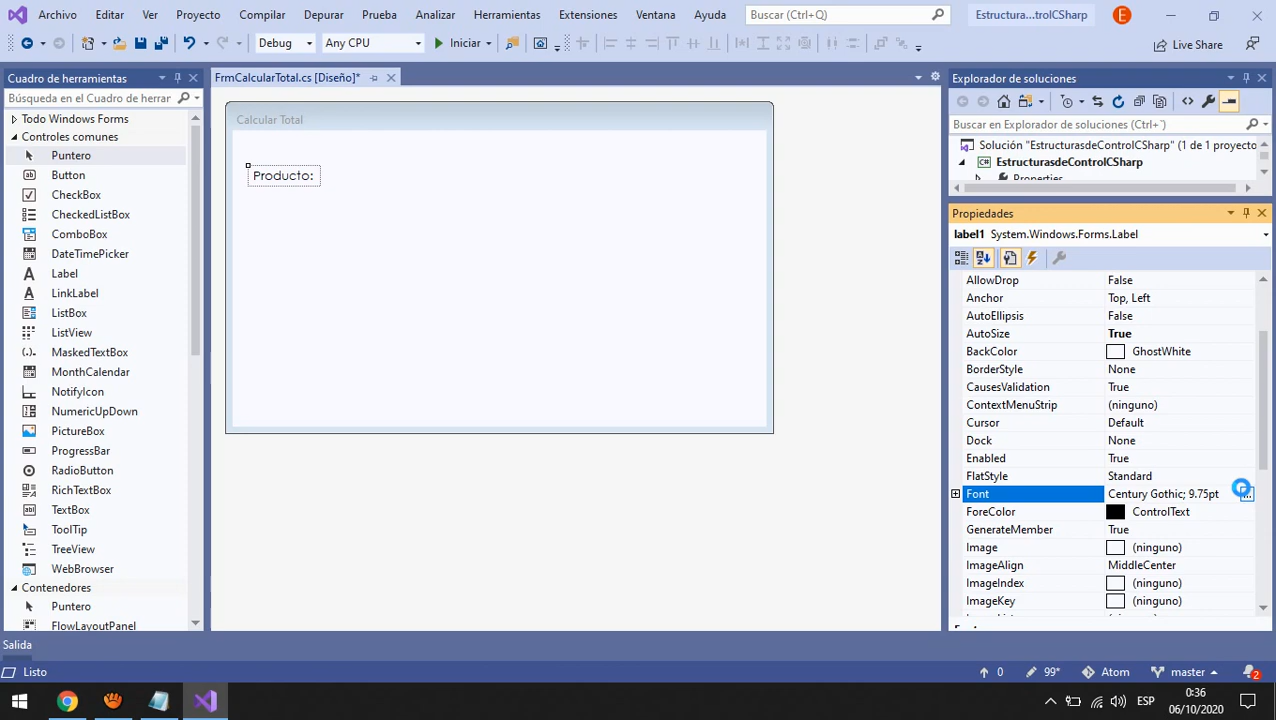 Archivo Editar Ver Proyecto Compilar Depurar Prueba Analizar Herramientas Extensiones Ventana Ayuda Buscar (Ctrl+Q) Estructura...trolCSharp E
Debug Any CPU Iniciar Live Share
Cuadro de herramientas
Búsqueda en el Cuadro de herrar
Todo Windows Forms
Controles comunes
Puntero
Button
CheckBox
CheckedListBox
ComboBox
DateTimePicker
Label
LinkLabel
ListBox
ListView
MaskedTextBox
MonthCalendar
NotifyIcon
NumericUpDown
PictureBox
ProgressBar
RadioButton
RichTextBox
TextBox
ToolTip
TreeView
WebBrowser
Contenedores
Puntero
FlowLayoutPanel
FrmCalcularTotal.cs [Diseño]*
Calcular Total
Producto:
Explorador de soluciones
Buscar en Explorador de soluciones (Ctrl+´)
Solución "EstructurasdeControlCSharp" (1 de 1 proyecto
EstructurasdeControlCSharp
Properties
Propiedades
label1 System.Windows.Forms.Label
AllowDrop False
Anchor Top, Left
AutoEllipsis False
AutoSize True
BackColor GhostWhite
BorderStyle None
CausesValidation True
ContextMenuStrip (ninguno)
Cursor Default
Dock None
Enabled True
FlatStyle Standard
Font Century Gothic; 9.75pt
ForeColor ControlText
GenerateMember True
Image (ninguno)
ImageAlign MiddleCenter
ImageIndex (ninguno)
ImageKey (ninguno)
Salida
Listo 0 99* Atom master 2
ESP 0:36
06/10/2020